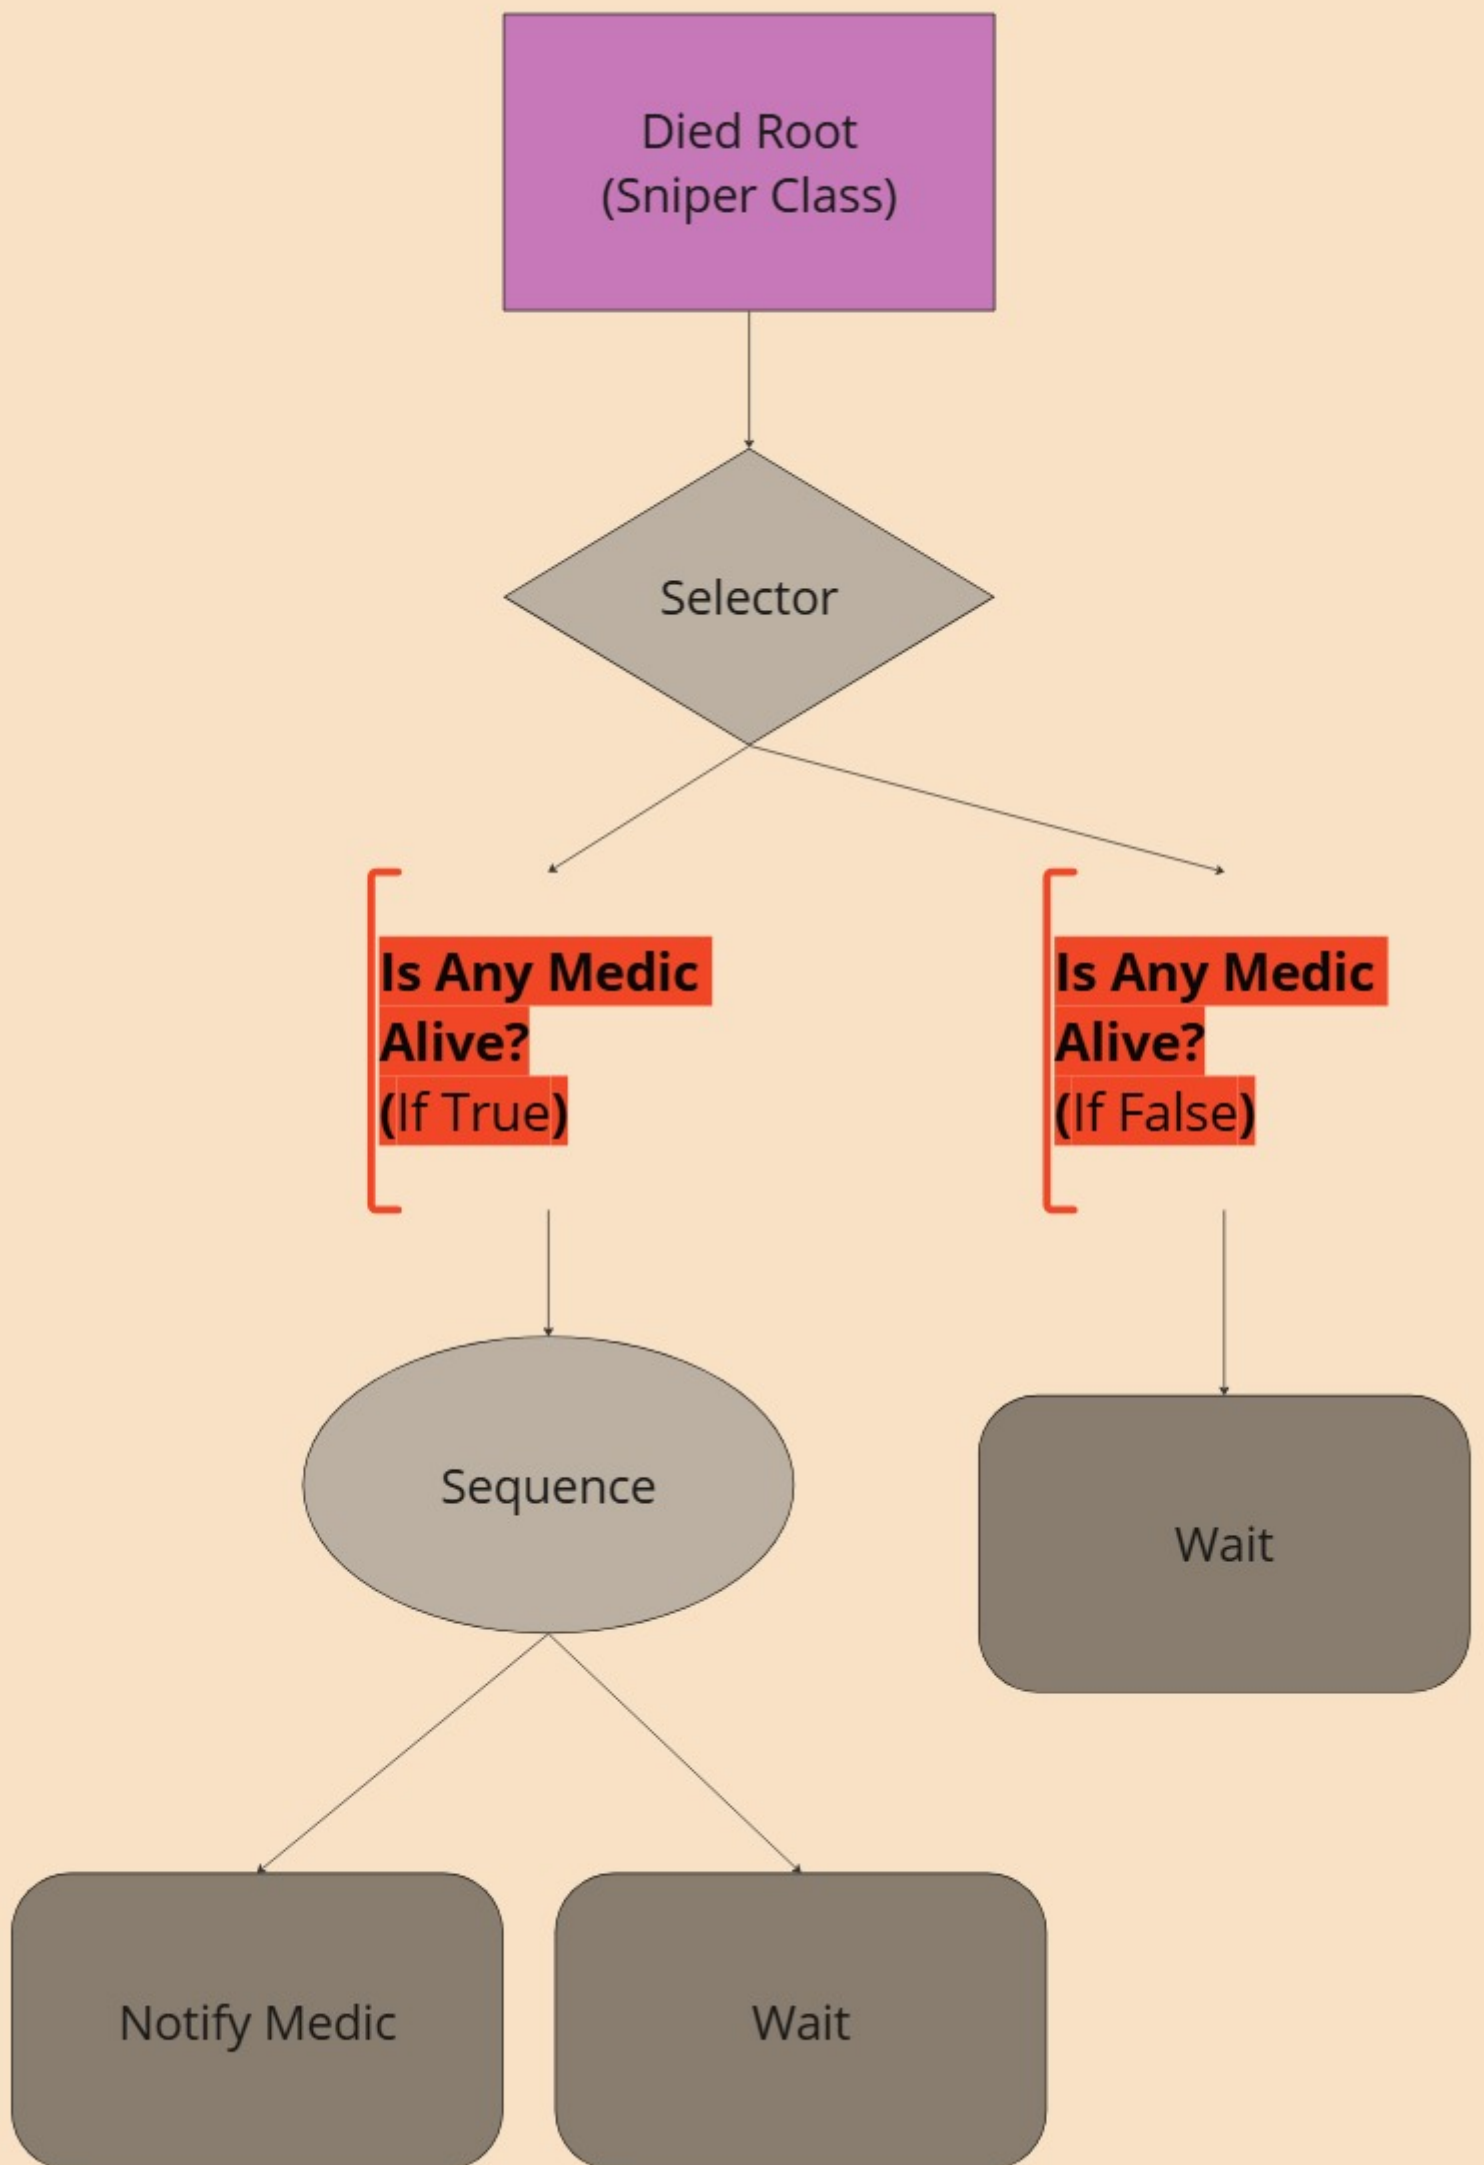 Died Root
(Sniper Class)
Selector
Is Any Medic
Alive?
(If True)
Is Any Medic
Alive?
(If False)
Sequence
Wait
Notify Medic
Wait